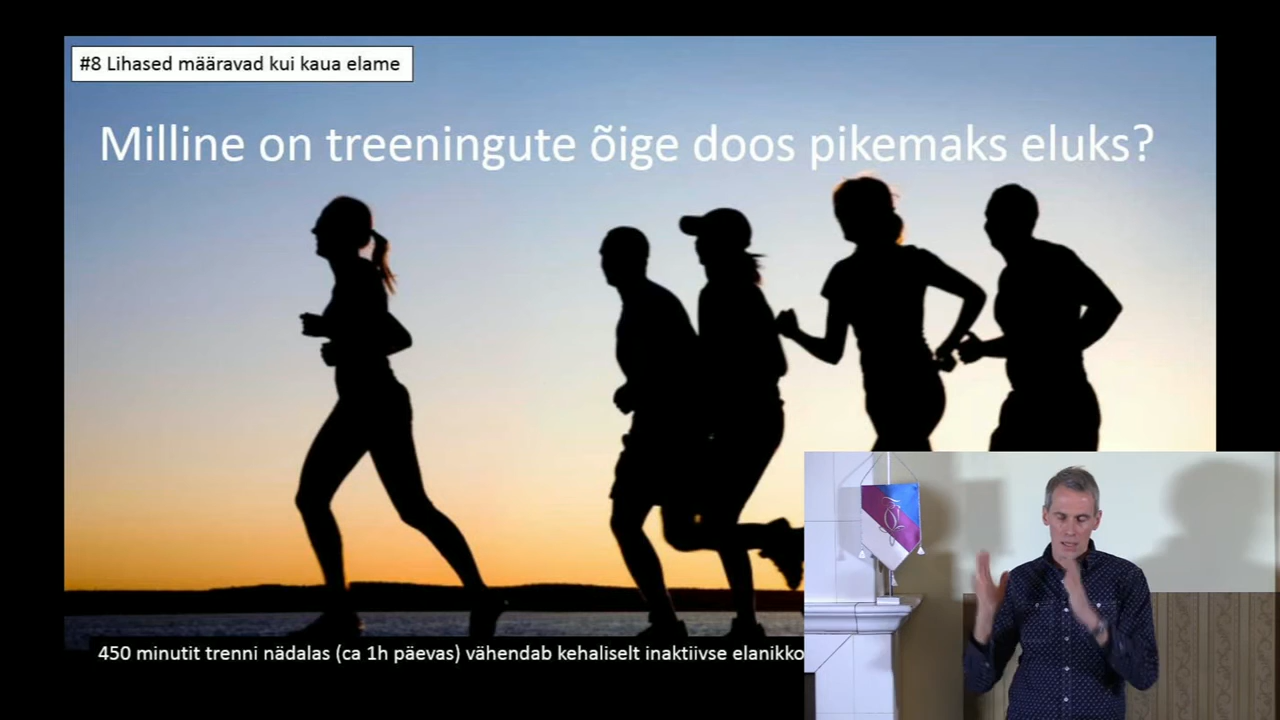 #8 Lihased määravad kui kaua elame
Milline on treeningute õige doos pikemaks eluks?
450 minutit trenni nädalas (ca 1h päevas) vähendab kehaliselt inaktiivse